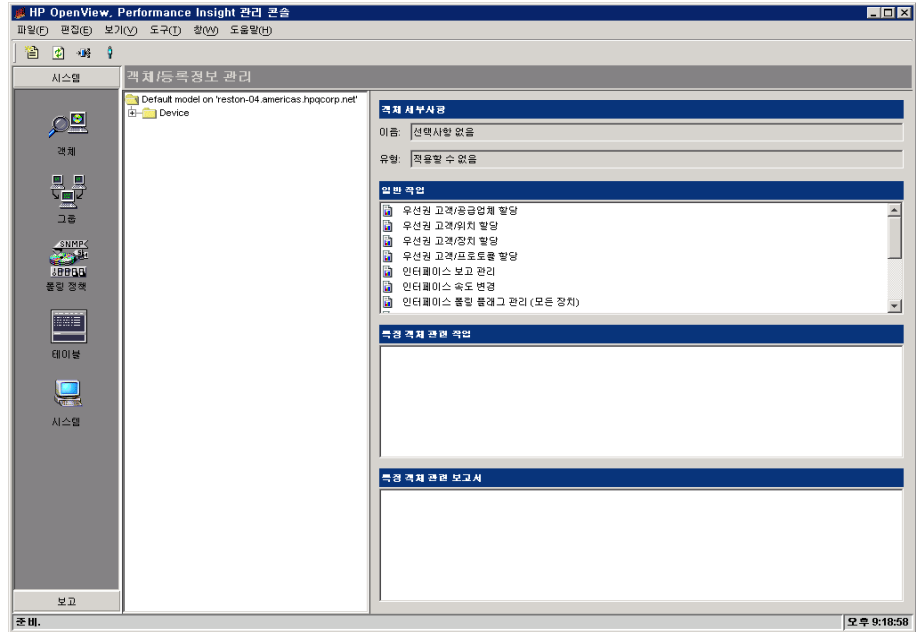 HP OpenView, Performance Insight 관리 콘솔
파일(F) 편집(E) 보기(V) 도구(T) 창(W) 도움말(H)
시스템
객체/등록정보 관리
객체
그룹
SNMP
폴링 정책
테이블
시스템
보고
Default model on 'reston-04.americas.hpqcorp.net'
Device
객체 세부사항
이름: 선택사항 없음
유형: 적용할 수 없음
일반 작업
우선권 고객/공급업체 할당
우선권 고객/위치 할당
우선권 고객/장치 할당
우선권 고객/프로토콜 할당
인터페이스 보고 관리
인터페이스 속도 변경
인터페이스 폴링 플래그 관리 (모든 장치)
특정 객체 관련 작업
특정 객체 관련 보고서
준비.
오후 9:18:58